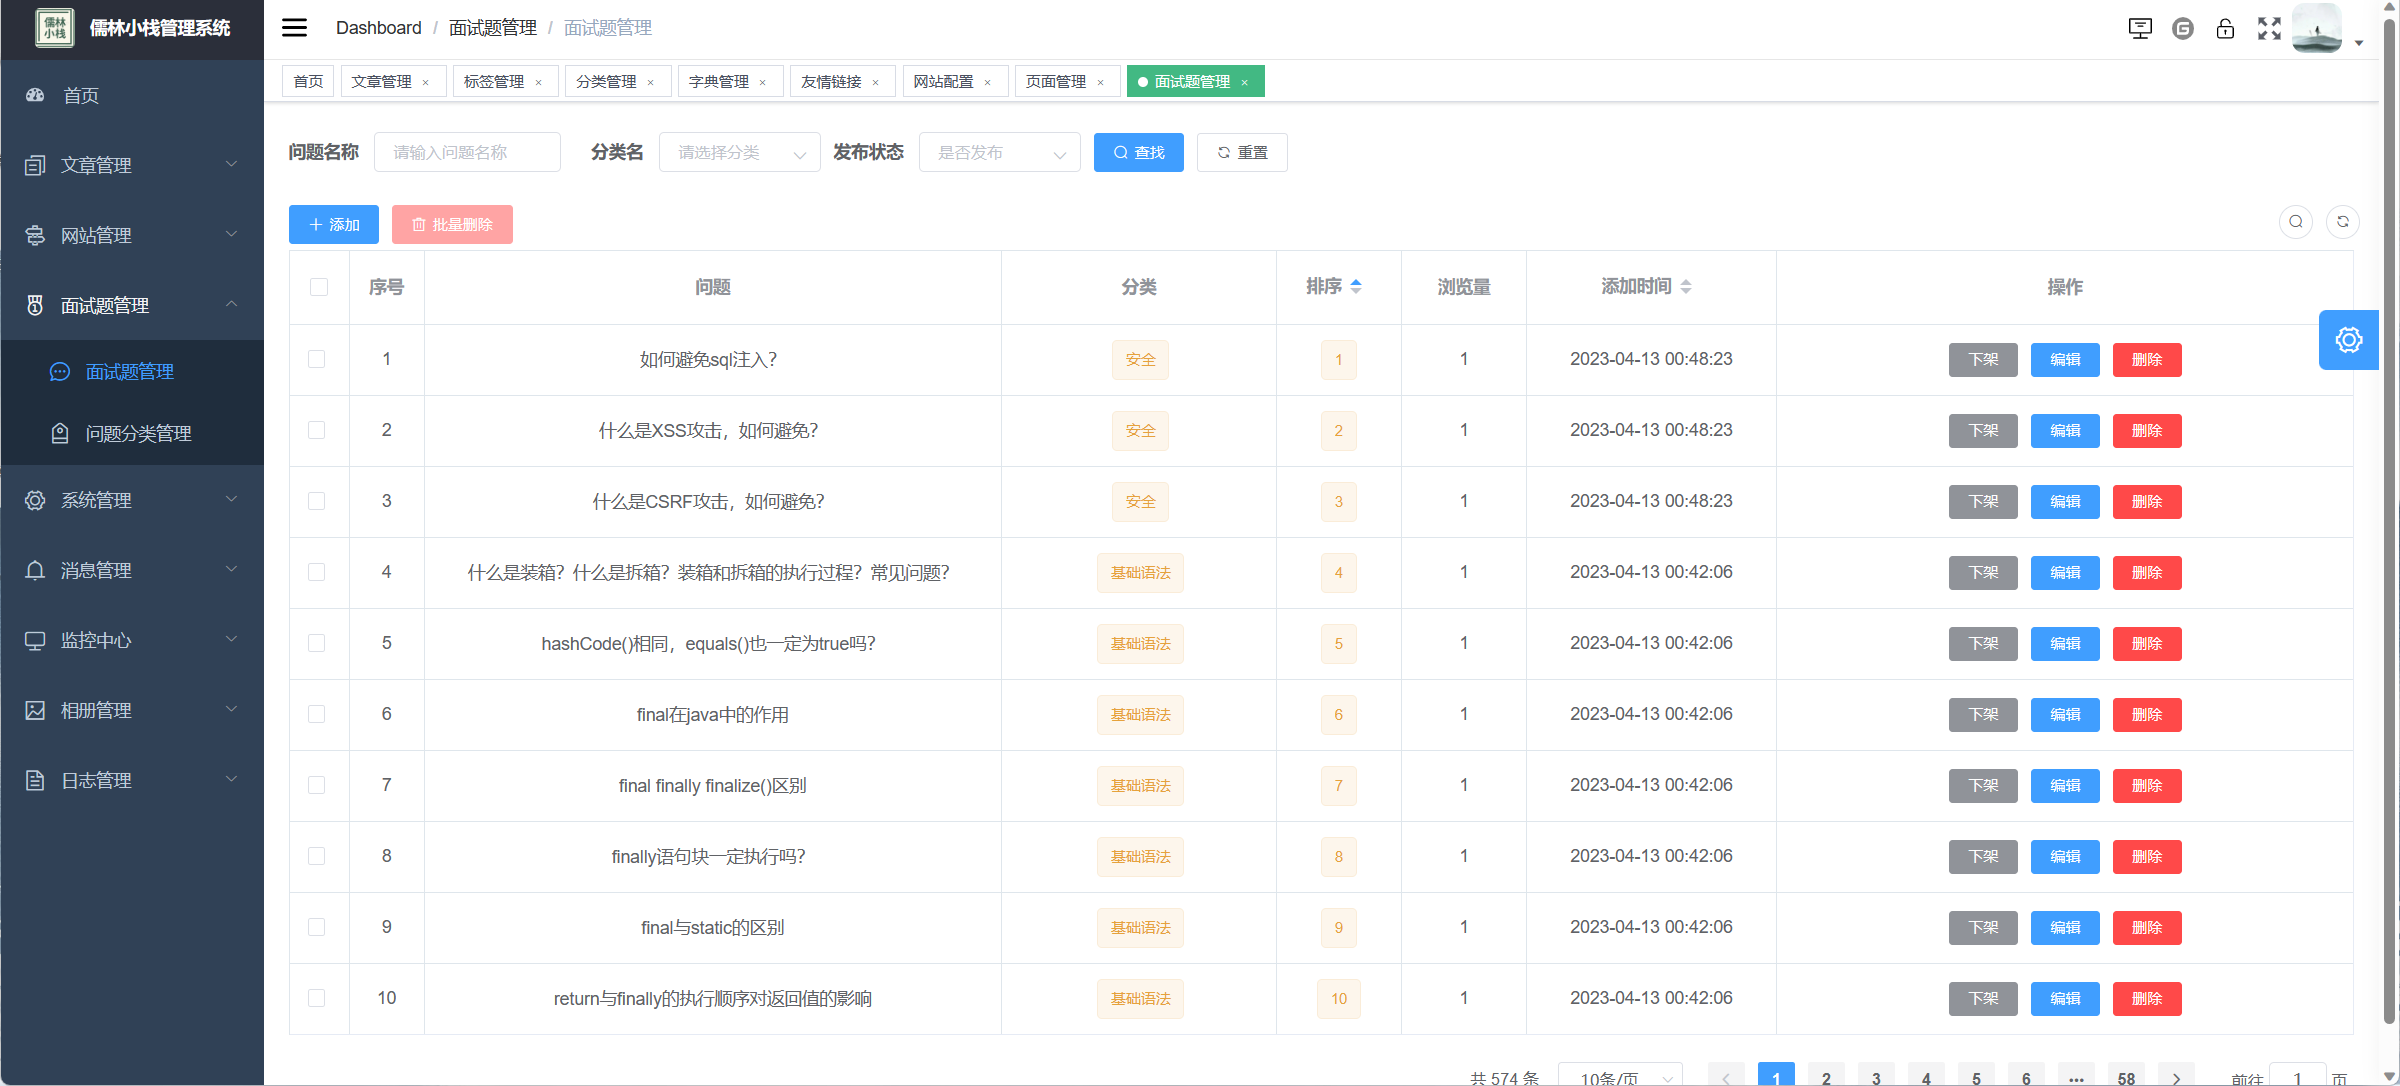 儒林小栈
儒林小栈管理系统
Dashboard / 面试题管理 / 面试题管理
首页 文章管理 × 标签管理 × 分类管理 × 字典管理 × 友情链接 × 网站配置 × 页面管理 × 面试题管理 ×
首页
文章管理
网站管理
面试题管理
面试题管理
问题分类管理
系统管理
消息管理
监控中心
相册管理
日志管理
问题名称 请输入问题名称 分类名 请选择分类 发布状态 是否发布 查找 重置
添加 批量删除
序号 问题 分类 排序 浏览量 添加时间 操作
1 如何避免sql注入？ 安全 1 1 2023-04-13 00:48:23 下架 编辑 删除
2 什么是XSS攻击，如何避免？ 安全 2 1 2023-04-13 00:48:23 下架 编辑 删除
3 什么是CSRF攻击，如何避免？ 安全 3 1 2023-04-13 00:48:23 下架 编辑 删除
4 什么是装箱？什么是拆箱？装箱和拆箱的执行过程？常见问题？ 基础语法 4 1 2023-04-13 00:42:06 下架 编辑 删除
5 hashCode()相同，equals()也一定为true吗？ 基础语法 5 1 2023-04-13 00:42:06 下架 编辑 删除
6 final在java中的作用 基础语法 6 1 2023-04-13 00:42:06 下架 编辑 删除
7 final finally finalize()区别 基础语法 7 1 2023-04-13 00:42:06 下架 编辑 删除
8 finally语句块一定执行吗？ 基础语法 8 1 2023-04-13 00:42:06 下架 编辑 删除
9 final与static的区别 基础语法 9 1 2023-04-13 00:42:06 下架 编辑 删除
10 return与finally的执行顺序对返回值的影响 基础语法 10 1 2023-04-13 00:42:06 下架 编辑 删除
共 574 条 10条/页 1 2 3 4 5 6 ••• 58 前往 1 页